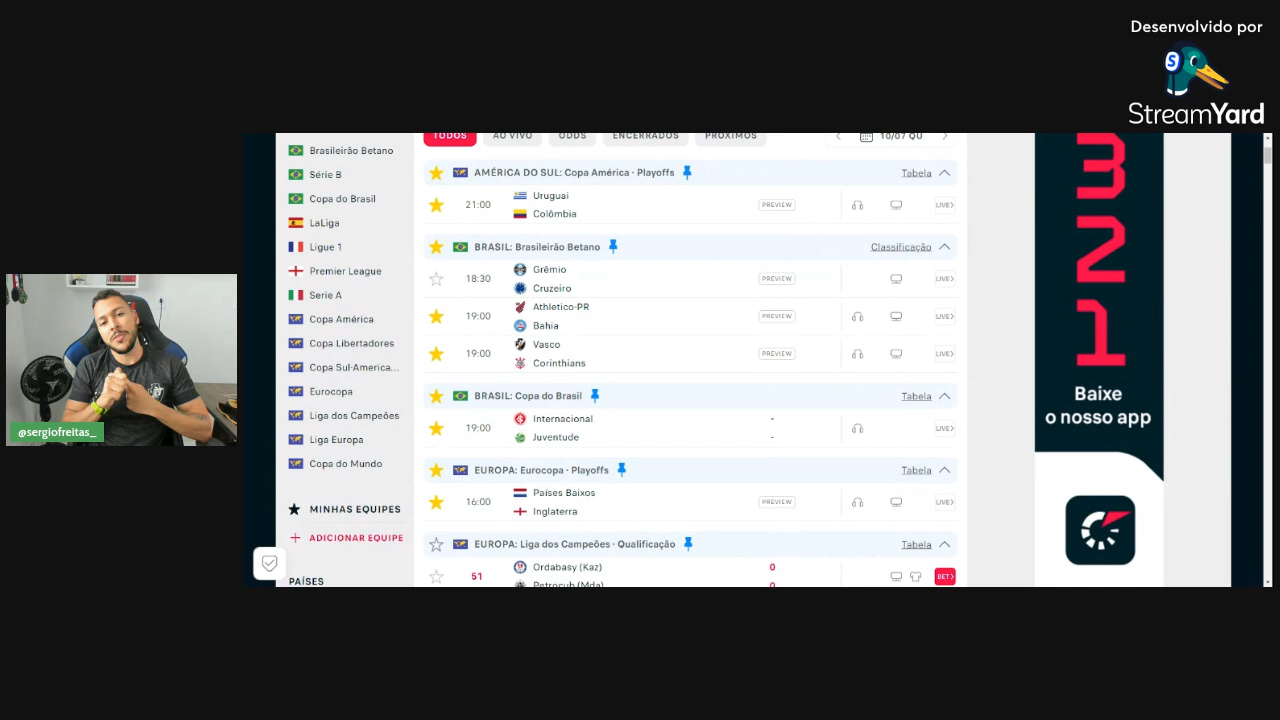 Desenvolvido por
StreamYard
TODOS AO VIVO ODDS ENCERRADOS PRÓXIMOS 10/07 QU
Brasileirão Betano
Série B
Copa do Brasil
LaLiga
Ligue 1
Premier League
Serie A
Copa América
Copa Libertadores
Copa Sul-America...
Eurocopa
Liga dos Campeões
Liga Europa
Copa do Mundo
MINHAS EQUIPES
ADICIONAR EQUIPE
PAÍSES
AMÉRICA DO SUL: Copa América - Playoffs Tabela
21:00 Uruguai PREVIEW LIVE
Colômbia
BRASIL: Brasileirão Betano Classificação
18:30 Grêmio PREVIEW LIVE
Cruzeiro
19:00 Athletico-PR PREVIEW LIVE
Bahia
19:00 Vasco PREVIEW LIVE
Corinthians
BRASIL: Copa do Brasil Tabela
19:00 Internacional - LIVE
Juventude -
EUROPA: Eurocopa - Playoffs Tabela
16:00 Países Baixos PREVIEW LIVE
Inglaterra
EUROPA: Liga dos Campeões - Qualificação Tabela
51 Ordabasy (Kaz) 0 BET
Petrocub (Mda) 0
Baixe
o nosso app
@sergiofreitas_